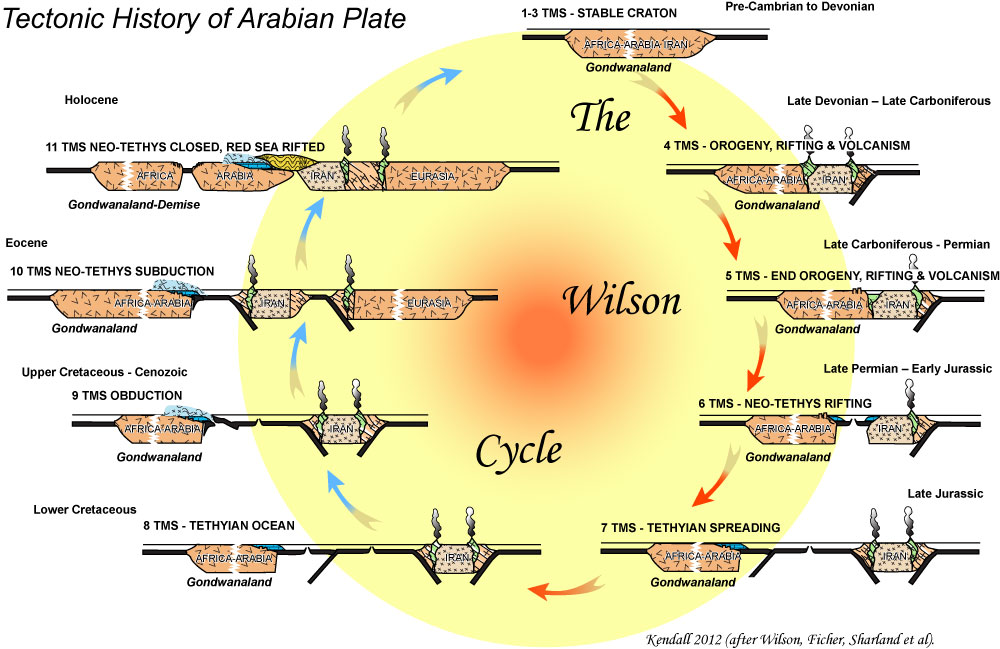 Tectonic History of Arabian Plate
1-3 TMS - STABLE CRATON
Pre-Cambrian to Devonian
AFRICA-ARABIA IRAN
Gondwanaland
The
Late Devonian – Late Carboniferous
4 TMS - OROGENY, RIFTING & VOLCANISM
AFRICA-ARABIA
IRAN
Gondwanaland
Late Carboniferous - Permian
5 TMS - END OROGENY, RIFTING & VOLCANISM
AFRICA-ARABIA
IRAN
Gondwanaland
Wilson
Late Permian – Early Jurassic
6 TMS - NEO-TETHYS RIFTING
AFRICA-ARABIA
IRAN
Gondwanaland
Cycle
Late Jurassic
7 TMS - TETHYIAN SPREADING
AFRICA-ARABIA
IRAN
Gondwanaland
Lower Cretaceous
8 TMS - TETHYIAN OCEAN
AFRICA-ARABIA
IRAN
Gondwanaland
Upper Cretaceous - Cenozoic
9 TMS OBDUCTION
AFRICA-ARABIA
IRAN
Gondwanaland
Eocene
10 TMS NEO-TETHYS SUBDUCTION
AFRICA-ARABIA
IRAN
EURASIA
Gondwanaland
Holocene
11 TMS NEO-TETHYS CLOSED, RED SEA RIFTED
AFRICA
ARABIA
IRAN
EURASIA
Gondwanaland-Demise
Kendall 2012 (after Wilson, Ficher, Sharland et al).